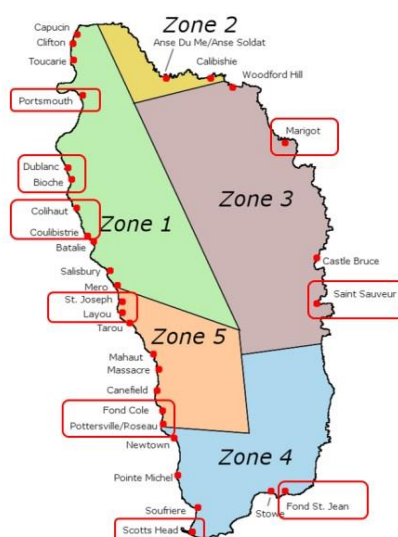 Zone 2
Capucin
Anse Du Me/Anse Soldat
Clifton
Calibishie
Toucarie
Woodford Hill
Portsmouth
Marigot
Dublanc
Bioche
Zone 3
Colihaut
Zone 1
Coulibistrie
Batalie
Castle Bruce
Salisbury
Mero
Saint Sauveur
St. Joseph
Layou
Tarou
Zone 5
Mahaut
Massacre
Canefield
Fond Cole
Pottersville/Roseau
Newtown
Zone 4
Pointe Michel
Soufriere
Stowe
Fond St. Jean
Scotts Head